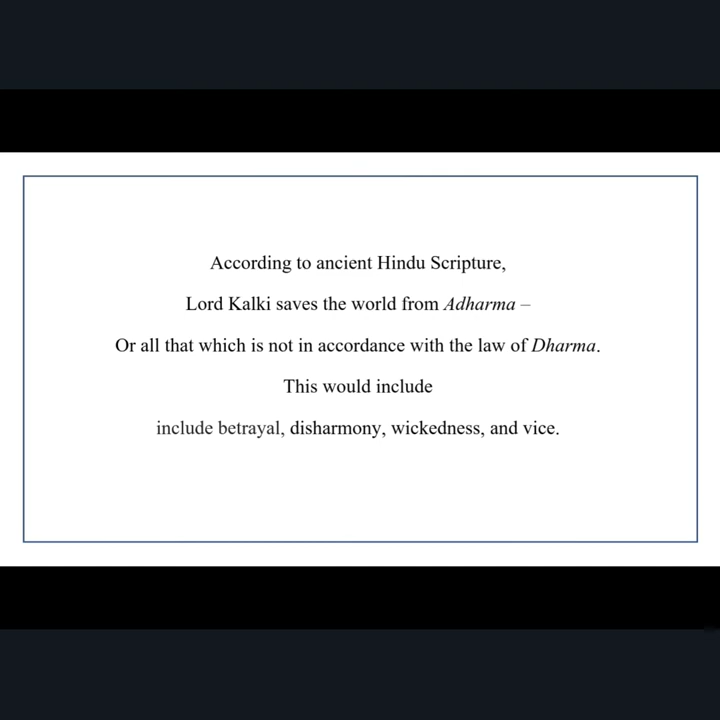 According to ancient Hindu Scripture,
Lord Kalki saves the world from Adharma –
Or all that which is not in accordance with the law of Dharma.
This would include
include betrayal, disharmony, wickedness, and vice.